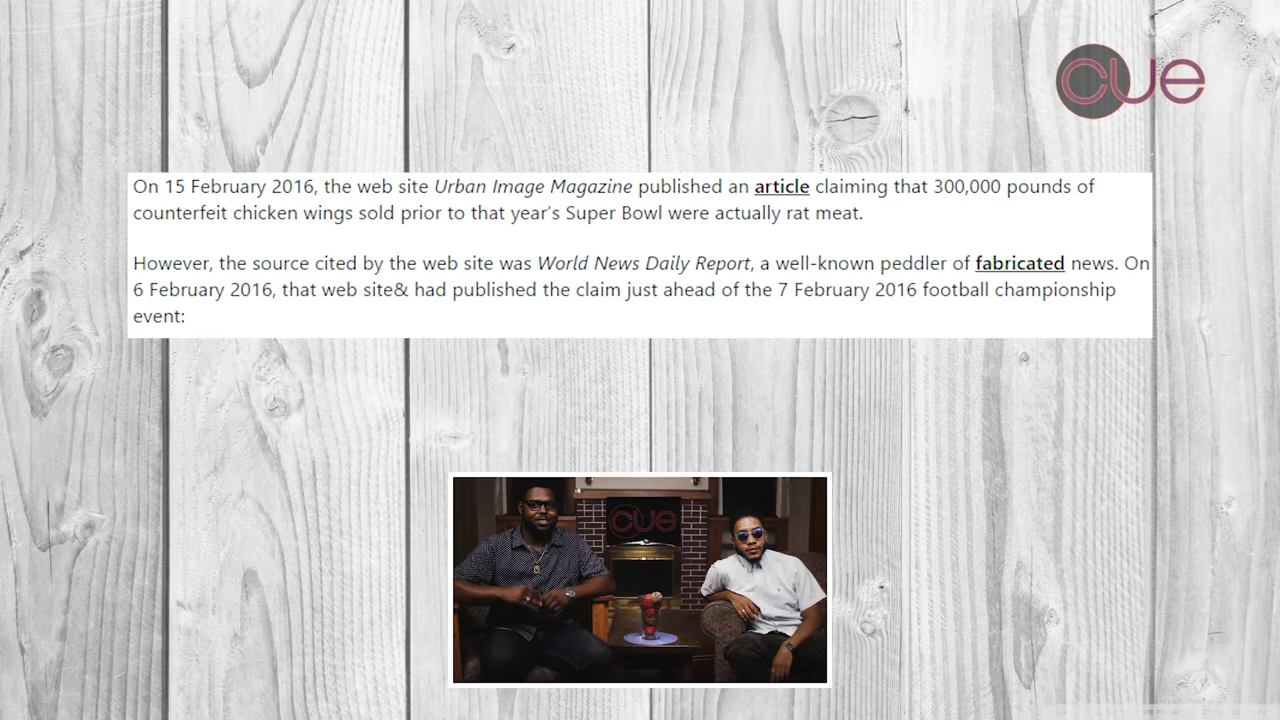 cue
On 15 February 2016, the web site Urban Image Magazine published an article claiming that 300,000 pounds of
counterfeit chicken wings sold prior to that year's Super Bowl were actually rat meat.
However, the source cited by the web site was World News Daily Report, a well-known peddler of fabricated news. On
6 February 2016, that web site& had published the claim just ahead of the 7 February 2016 football championship
event:
cue